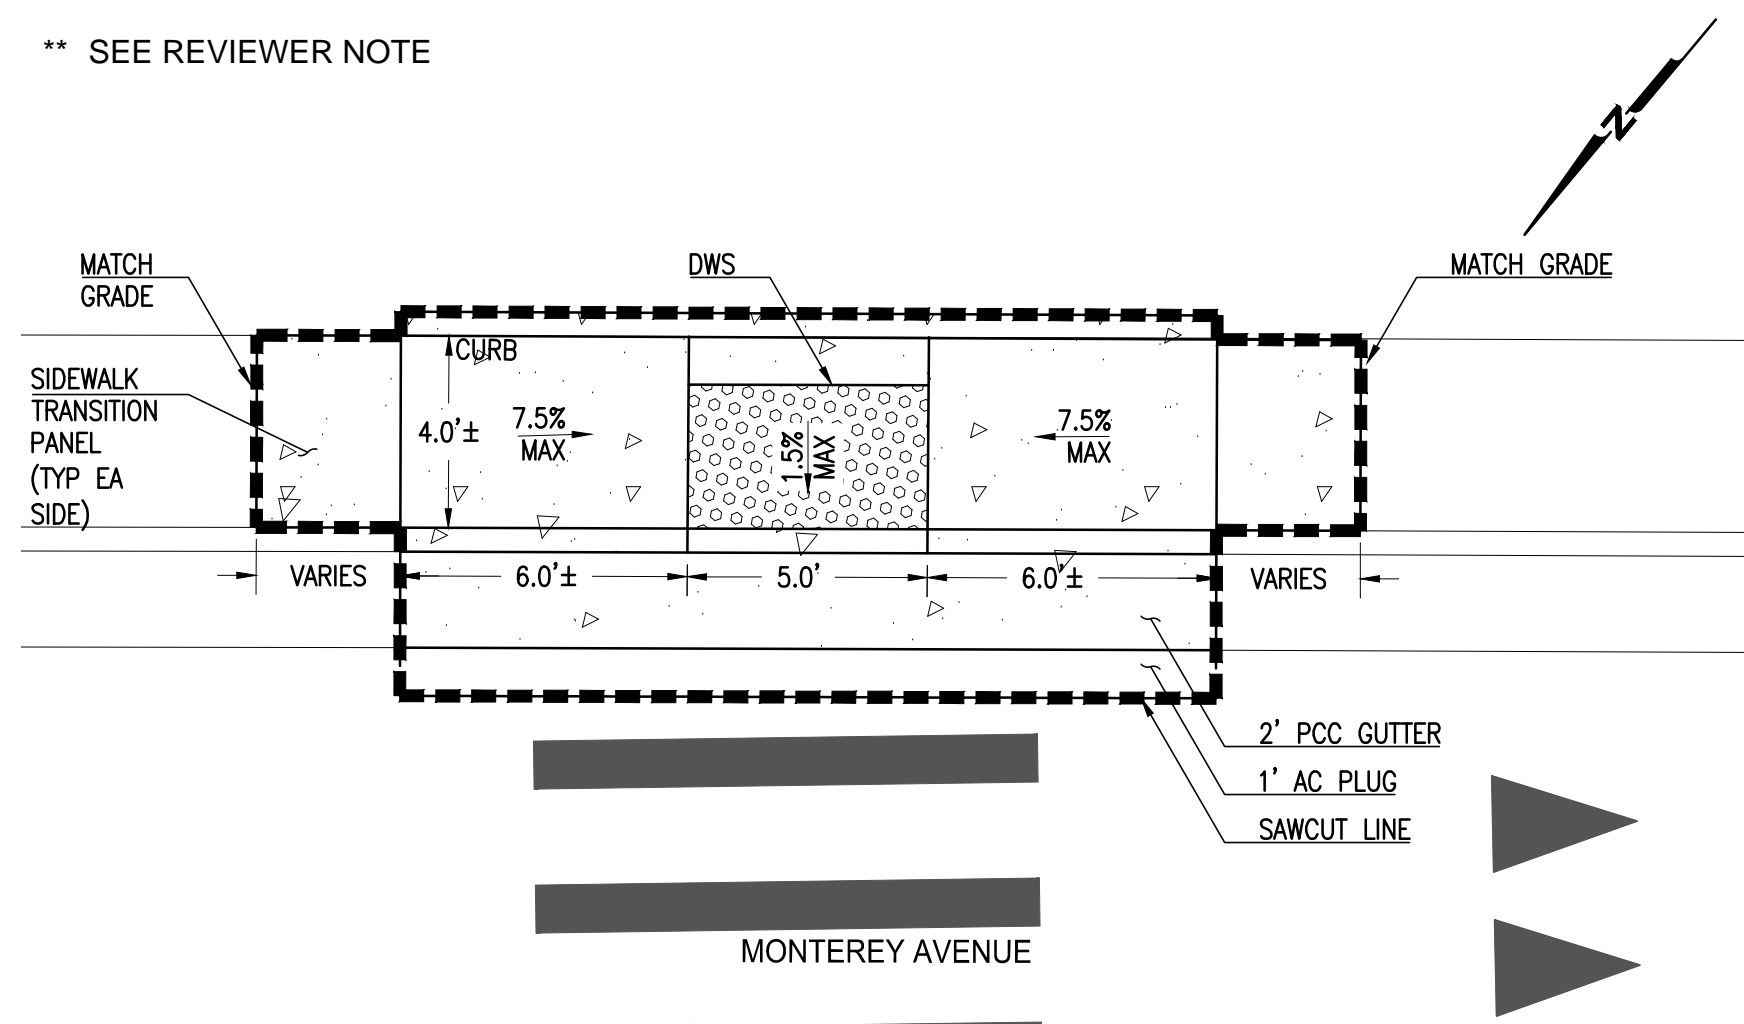 ** SEE REVIEWER NOTE
N
MATCH
GRADE
DWS
MATCH GRADE
CURB
SIDEWALK
TRANSITION
PANEL
(TYP EA
SIDE)
4.0'±
7.5%
MAX
1.5%
MAX
7.5%
MAX
VARIES
6.0'±
5.0'
6.0'±
VARIES
2' PCC GUTTER
1' AC PLUG
SAWCUT LINE
MONTEREY AVENUE